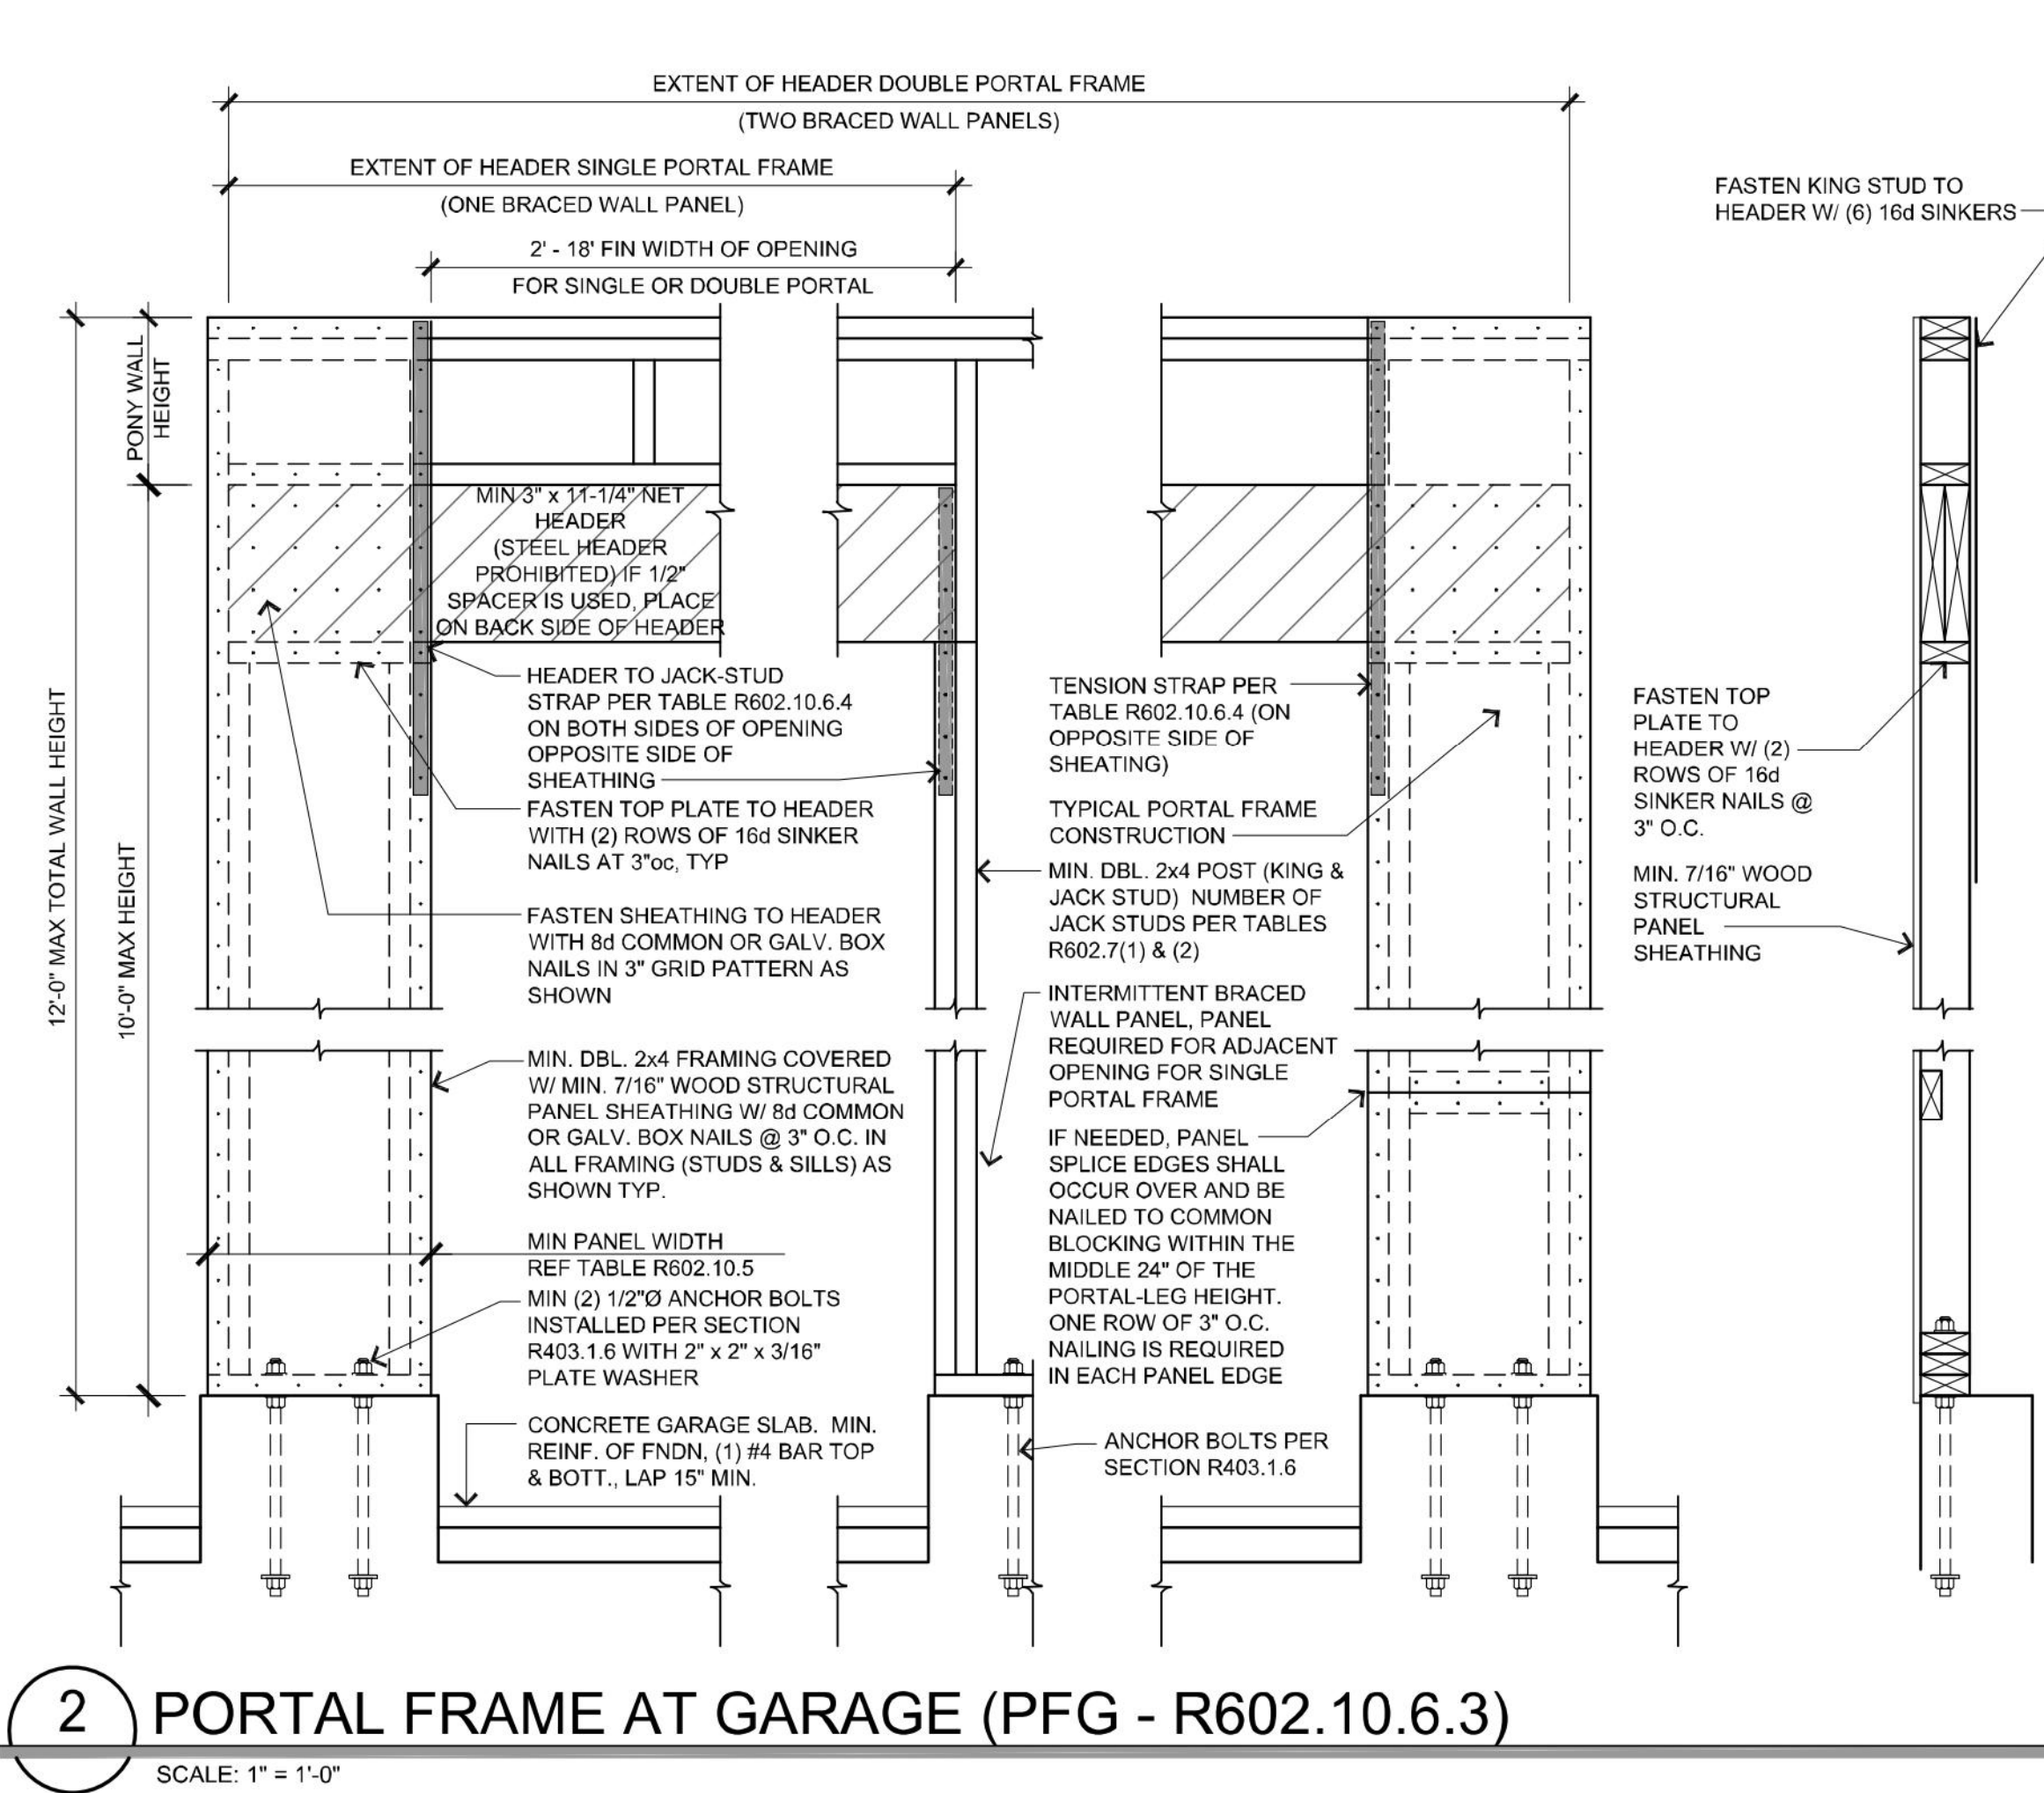 EXTENT OF HEADER DOUBLE PORTAL FRAME
(TWO BRACED WALL PANELS)
EXTENT OF HEADER SINGLE PORTAL FRAME
(ONE BRACED WALL PANEL)
2' - 18' FIN WIDTH OF OPENING
FOR SINGLE OR DOUBLE PORTAL
FASTEN KING STUD TO
HEADER W/ (6) 16d SINKERS
PONY WALL
HEIGHT
12'-0" MAX TOTAL WALL HEIGHT
10'-0" MAX HEIGHT
MIN 3" x 11-1/4" NET
HEADER
(STEEL HEADER
PROHIBITED) IF 1/2"
SPACER IS USED, PLACE
ON BACK SIDE OF HEADER
HEADER TO JACK-STUD
STRAP PER TABLE R602.10.6.4
ON BOTH SIDES OF OPENING
OPPOSITE SIDE OF
SHEATHING
FASTEN TOP PLATE TO HEADER
WITH (2) ROWS OF 16d SINKER
NAILS AT 3"oc, TYP
FASTEN SHEATHING TO HEADER
WITH 8d COMMON OR GALV. BOX
NAILS IN 3" GRID PATTERN AS
SHOWN
MIN. DBL. 2x4 FRAMING COVERED
W/ MIN. 7/16" WOOD STRUCTURAL
PANEL SHEATHING W/ 8d COMMON
OR GALV. BOX NAILS @ 3" O.C. IN
ALL FRAMING (STUDS & SILLS) AS
SHOWN TYP.
MIN PANEL WIDTH
REF TABLE R602.10.5
MIN (2) 1/2"Ø ANCHOR BOLTS
INSTALLED PER SECTION
R403.1.6 WITH 2" x 2" x 3/16"
PLATE WASHER
CONCRETE GARAGE SLAB. MIN.
REINF. OF FNDN, (1) #4 BAR TOP
& BOTT., LAP 15" MIN.
TENSION STRAP PER
TABLE R602.10.6.4 (ON
OPPOSITE SIDE OF
SHEATING)
TYPICAL PORTAL FRAME
CONSTRUCTION
MIN. DBL. 2x4 POST (KING &
JACK STUD) NUMBER OF
JACK STUDS PER TABLES
R602.7(1) & (2)
INTERMITTENT BRACED
WALL PANEL, PANEL
REQUIRED FOR ADJACENT
OPENING FOR SINGLE
PORTAL FRAME
IF NEEDED, PANEL
SPLICE EDGES SHALL
OCCUR OVER AND BE
NAILED TO COMMON
BLOCKING WITHIN THE
MIDDLE 24" OF THE
PORTAL-LEG HEIGHT.
ONE ROW OF 3" O.C.
NAILING IS REQUIRED
IN EACH PANEL EDGE
ANCHOR BOLTS PER
SECTION R403.1.6
FASTEN TOP
PLATE TO
HEADER W/ (2)
ROWS OF 16d
SINKER NAILS @
3" O.C.
MIN. 7/16" WOOD
STRUCTURAL
PANEL
SHEATHING
2
PORTAL FRAME AT GARAGE (PFG - R602.10.6.3)
SCALE: 1" = 1'-0"